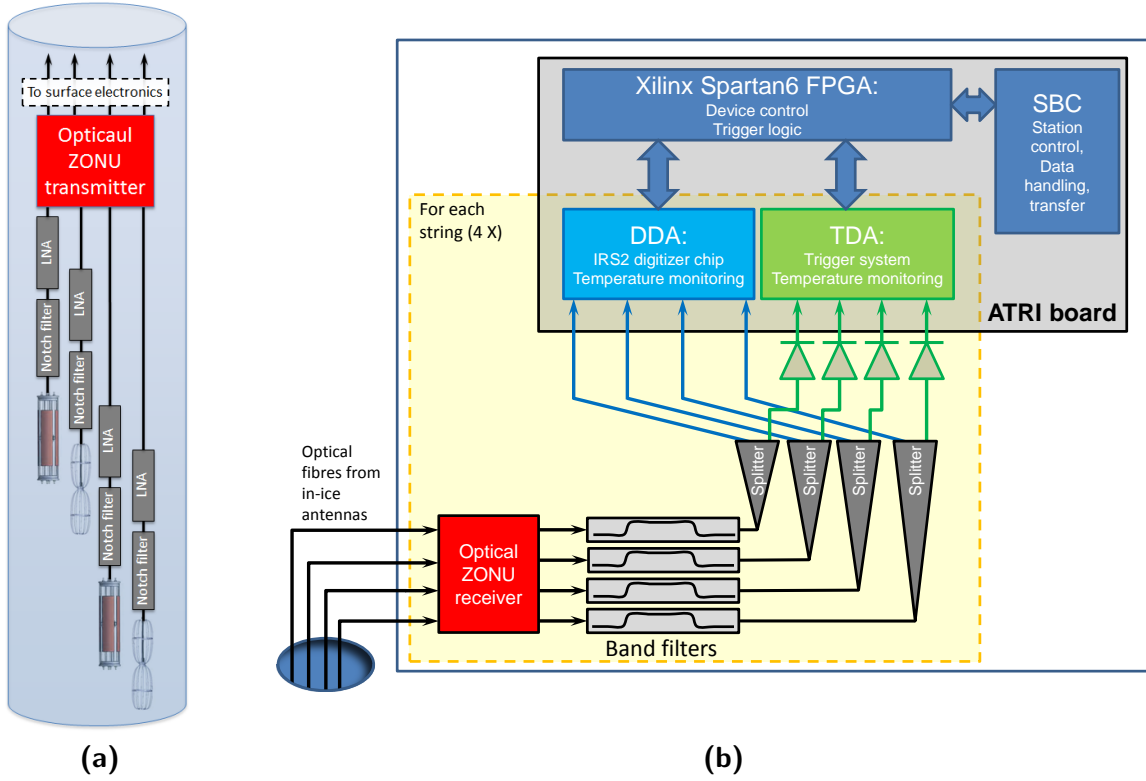 To surface electronics
Opticaul
ZONU
transmitter
LNA
Notch filter
LNA
Notch filter
LNA
Notch filter
LNA
Notch filter
(a)
Xilinx Spartan6 FPGA:
Device control
Trigger logic
SBC
Station
control,
Data
handling,
transfer
For each
string (4 X)
DDA:
IRS2 digitizer chip
Temperature monitoring
TDA:
Trigger system
Temperature monitoring
ATRI board
Splitter
Splitter
Splitter
Splitter
Optical
fibres from
in-ice
antennas
Optical
ZONU
receiver
Band filters
(b)